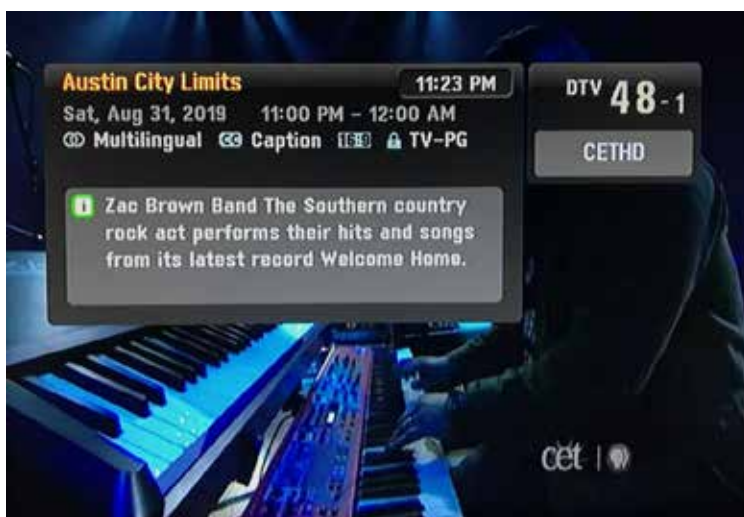 Austin City Limits 11:23 PM
Sat, Aug 31, 2019 11:00 PM – 12:00 AM
Multilingual CC Caption 16:9 TV-PG
i Zac Brown Band The Southern country
rock act performs their hits and songs
from its latest record Welcome Home.
DTV 48-1
CETHD
cet